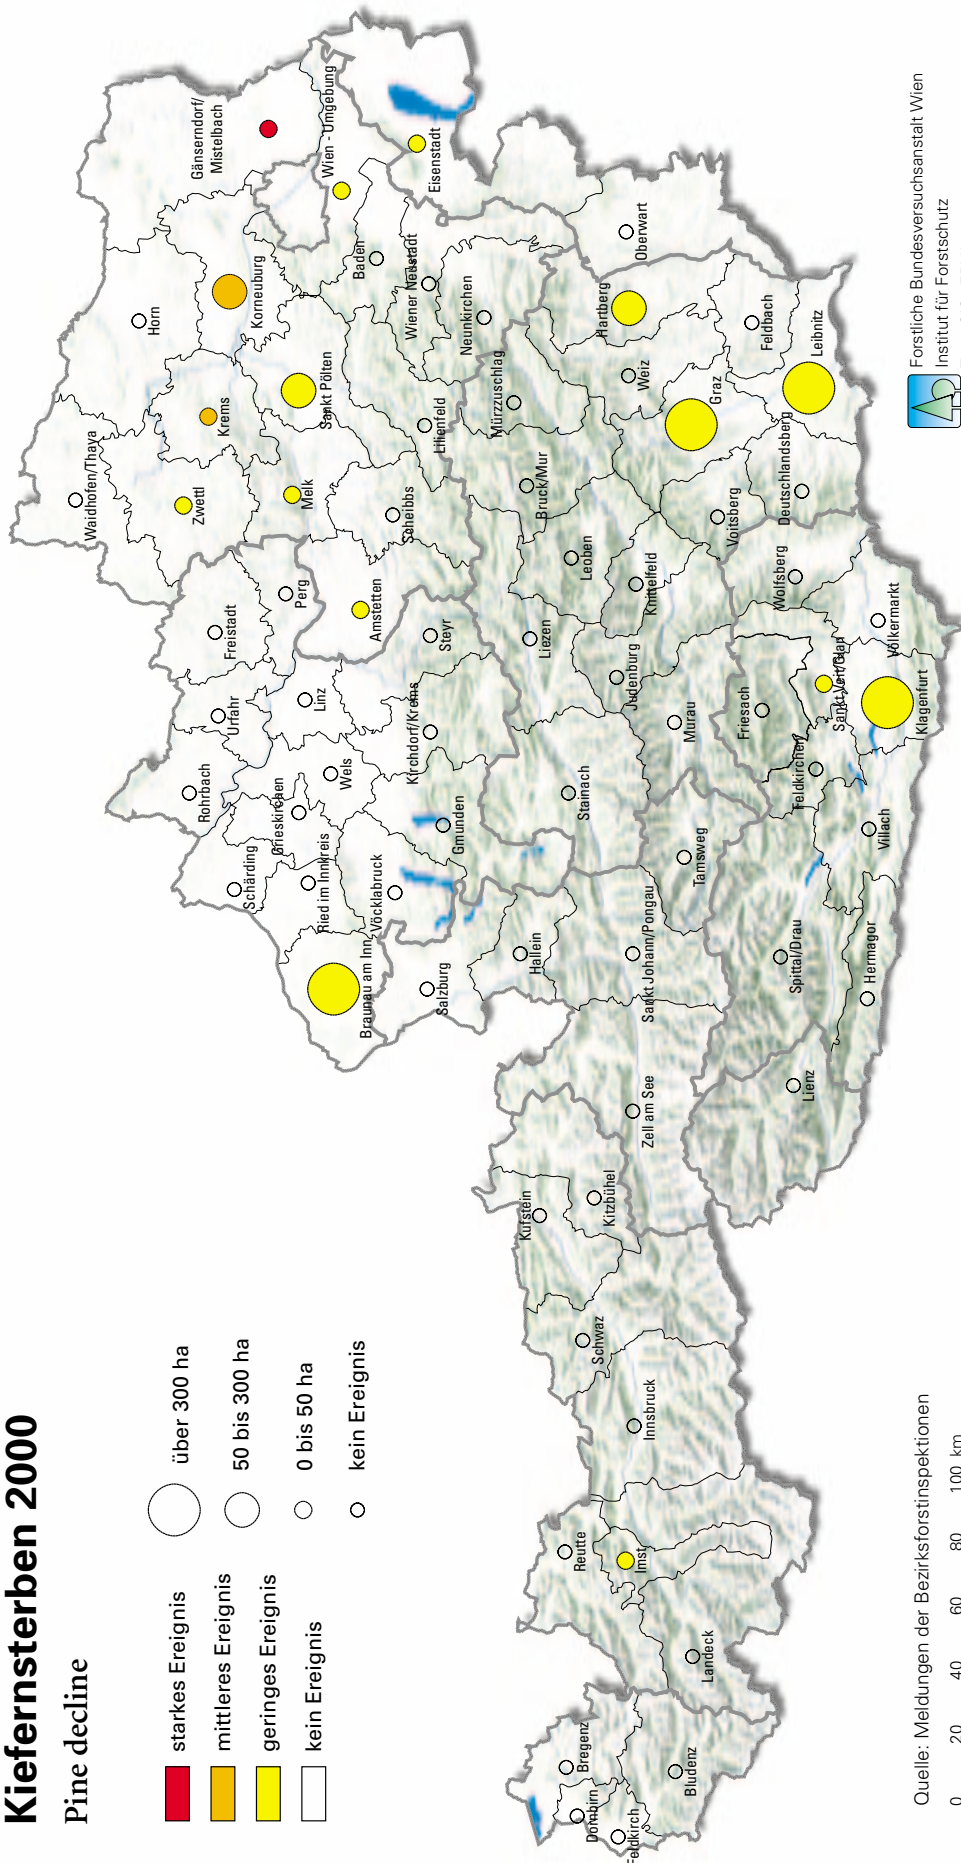 Kiefernsterben 2000
Pine decline
starkes Ereignis
mittleres Ereignis
geringes Ereignis
kein Ereignis
über 300 ha
50 bis 300 ha
0 bis 50 ha
kein Ereignis
Waidhofen/Thaya
Horn
Gänserndorf/
Mistelbach
Zwettl
Krems
Korneuburg
Wien - Umgebung
Melk
Sankt Pölten
Baden
Eisenstadt
Scheibbs
Lilienfeld
Wiener Neustadt
Neunkirchen
Amstetten
Perg
Freistadt
Urfahr
Rohrbach
Linz
Wels
Grieskirchen
Schärding
Ried im Innkreis
Braunau am Inn
Vöcklabruck
Gmunden
Kirchdorf/Krems
Steyr
Salzburg
Hallein
Sankt Johann/Pongau
Tamsweg
Zell am See
Stainach
Liezen
Leoben
Bruck/Mur
Mürzzuschlag
Hartberg
Oberwart
Weiz
Graz
Feldbach
Leibnitz
Deutschlandsberg
Voitsberg
Knittelfeld
Judenburg
Murau
Wolfsberg
Völkermarkt
Friesach
Sankt Veit/Glan
Klagenfurt
Feldkirchen
Villach
Spittal/Drau
Hermagor
Lienz
Kufstein
Kitzbühel
Schwaz
Innsbruck
Reutte
Imst
Landeck
Bregenz
Dornbirn
Feldkirch
Bludenz
Quelle: Meldungen der Bezirksforstinspektionen
0 20 40 60 80 100 km
Forstliche Bundesversuchsanstalt Wien
Institut für Forstschutz